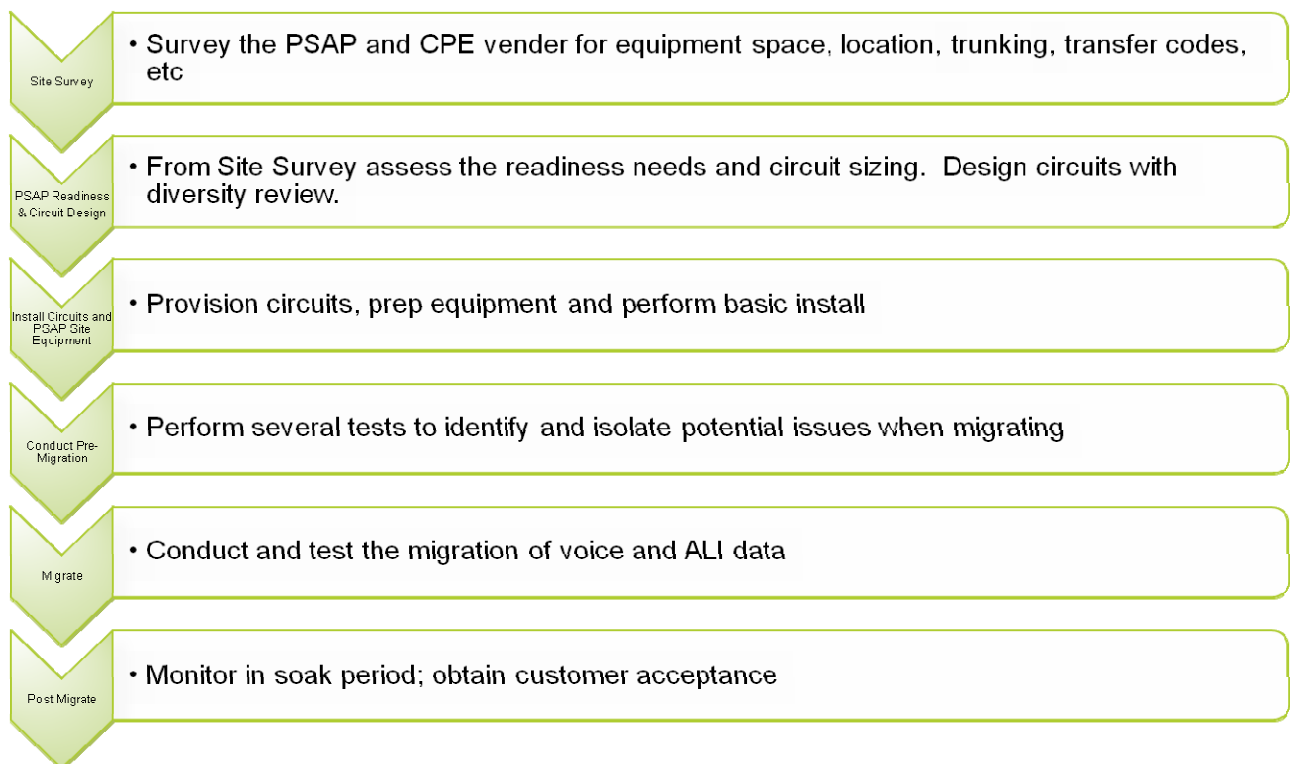 Site Survey
• Survey the PSAP and CPE vender for equipment space, location, trunking, transfer codes,
etc
PSAP Readiness
& Circuit Design
• From Site Survey assess the readiness needs and circuit sizing.  Design circuits with
diversity review.
Install Circuits and
PSAP Site
Equipment
• Provision circuits, prep equipment and perform basic install
Conduct Pre-
Migration
• Perform several tests to identify and isolate potential issues when migrating
Migrate
• Conduct and test the migration of voice and ALI data
Post Migrate
• Monitor in soak period; obtain customer acceptance